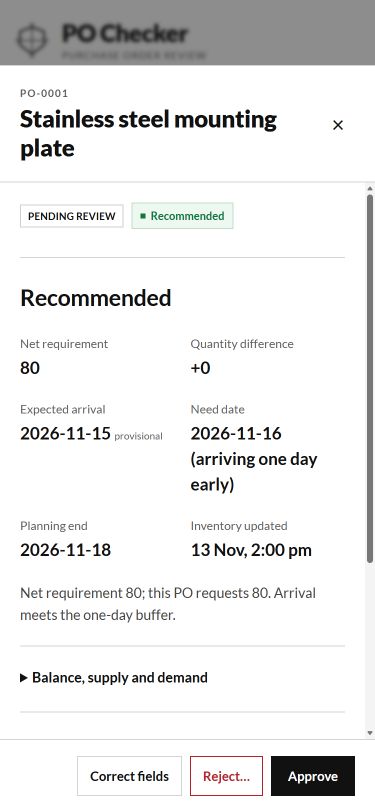 PO Checker
PURCHASE ORDER REVIEW
PO-0001
Stainless steel mounting
plate
×
PENDING REVIEW
Recommended
Recommended
Net requirement
80
Quantity difference
+0
Expected arrival
2026-11-15 provisional
Need date
2026-11-16
(arriving one day
early)
Planning end
2026-11-18
Inventory updated
13 Nov, 2:00 pm
Net requirement 80; this PO requests 80. Arrival
meets the one-day buffer.
Balance, supply and demand
Correct fields
Reject...
Approve